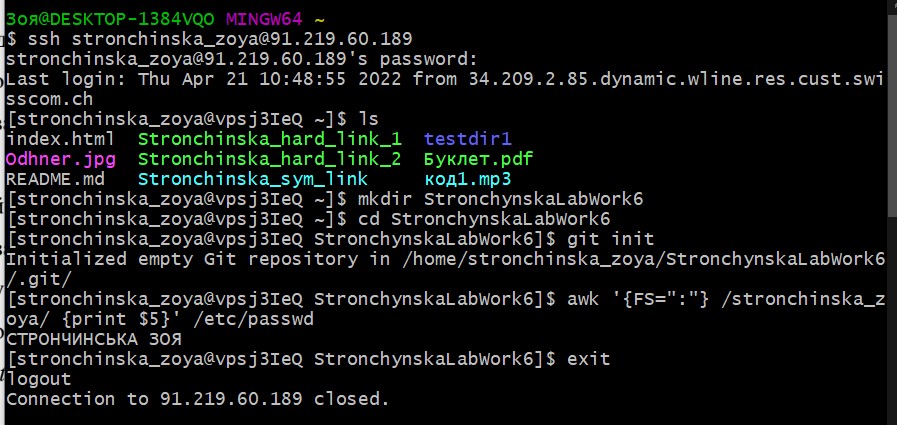 Зоя@DESKTOP-1384VQO MINGW64 ~
$ ssh stronchinska_zoya@91.219.60.189
stronchinska_zoya@91.219.60.189's password:
Last login: Thu Apr 21 10:48:55 2022 from 34.209.2.85.dynamic.wline.res.cust.swi
sscom.ch
[stronchinska_zoya@vpsj3IeQ ~]$ ls
index.html  Stronchinska_hard_link_1  testdir1
Odhner.jpg  Stronchinska_hard_link_2  Буклет.pdf
README.md   Stronchinska_sym_link     код1.mp3
[stronchinska_zoya@vpsj3IeQ ~]$ mkdir StronchynskaLabWork6
[stronchinska_zoya@vpsj3IeQ ~]$ cd StronchynskaLabWork6
[stronchinska_zoya@vpsj3IeQ StronchynskaLabWork6]$ git init
Initialized empty Git repository in /home/stronchinska_zoya/StronchynskaLabWork6
/.git/
[stronchinska_zoya@vpsj3IeQ StronchynskaLabWork6]$ awk '{FS=":"} /stronchinska_z
oya/ {print $5}' /etc/passwd
СТРОНЧИНСЬКА ЗОЯ
[stronchinska_zoya@vpsj3IeQ StronchynskaLabWork6]$ exit
logout
Connection to 91.219.60.189 closed.